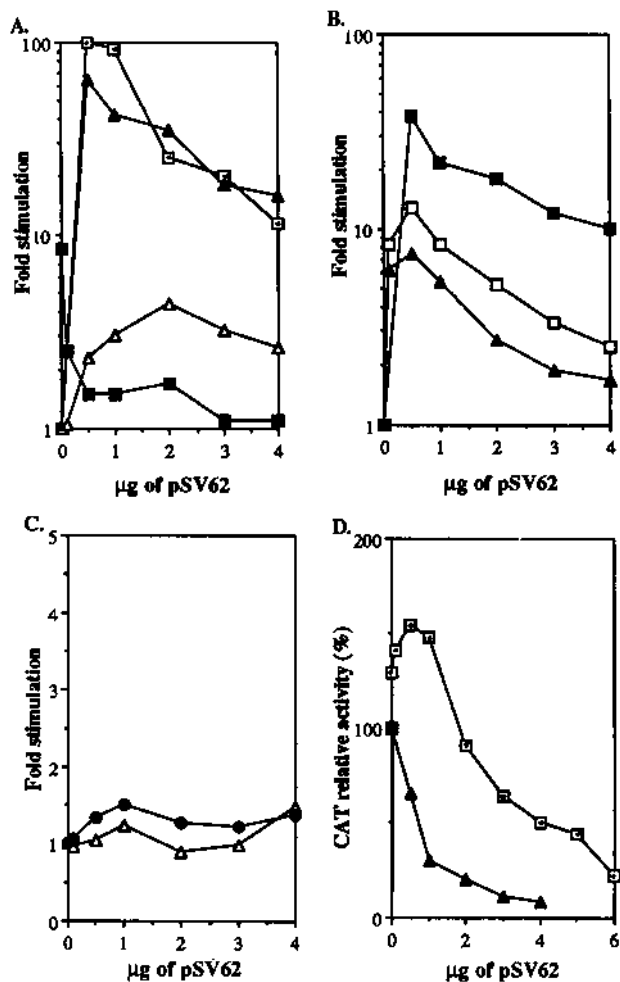 A.
100
10
1
Fold stimulation
0 1 2 3 4
µg of pSV62
B.
100
10
1
Fold stimulation
0 1 2 3 4
µg of pSV62
C.
5
4
3
2
1
0
Fold stimulation
0 1 2 3 4
µg of pSV62
D.
200
100
0
CAT relative activity (%)
0 2 4 6
µg of pSV62